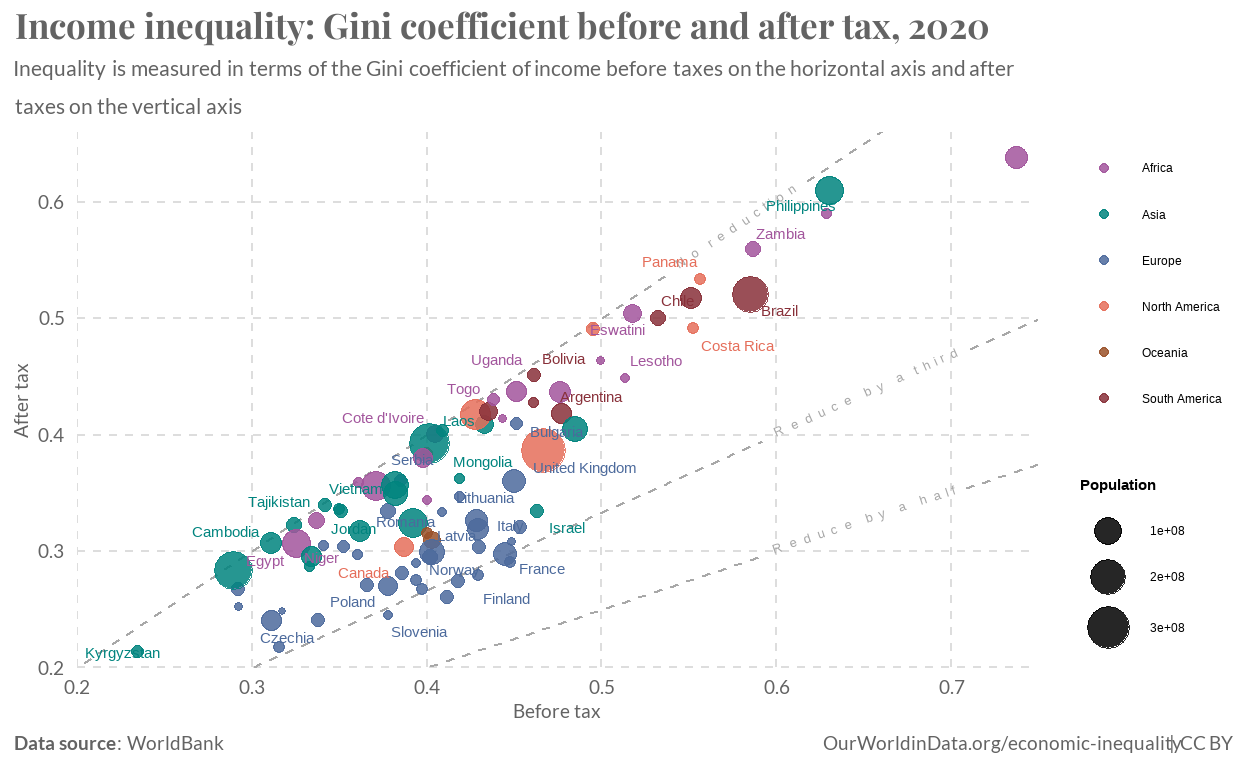 Income inequality: Gini coefficient before and after tax, 2020
Inequality is measured in terms of the Gini coefficient of income before taxes on the horizontal axis and after
taxes on the vertical axis
After tax
0.6
0.5
0.4
0.3
0.2
0.2
0.3
0.4
0.5
0.6
0.7
Before tax
no reduction
Reduce by a third
Reduce by a half
Philippines
Zambia
Panama
Chile
Brazil
Eswatini
Costa Rica
Uganda
Bolivia
Lesotho
Togo
Argentina
Cote d'Ivoire
Laos
Bulgaria
Serbia
Mongolia
United Kingdom
Vietnam
Lithuania
Tajikistan
Romania
Italy
Israel
Cambodia
Jordan
Latvia
Egypt
Niger
Canada
Norway
France
Poland
Finland
Czechia
Slovenia
Kyrgyzstan
Africa
Asia
Europe
North America
Oceania
South America
Population
1e+08
2e+08
3e+08
Data source: WorldBank
OurWorldinData.org/economic-inequality | CC BY